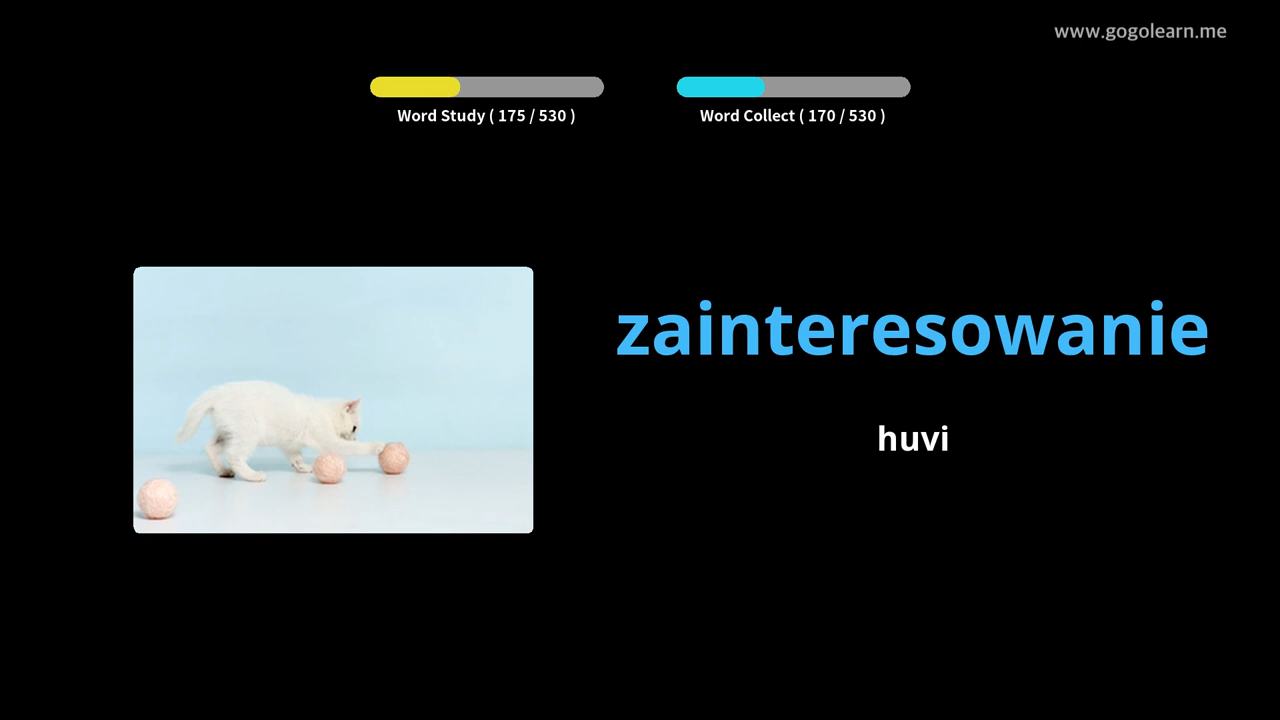 www.gogolearn.me
Word Study ( 175 / 530 )
Word Collect ( 170 / 530 )
zainteresowanie
huvi